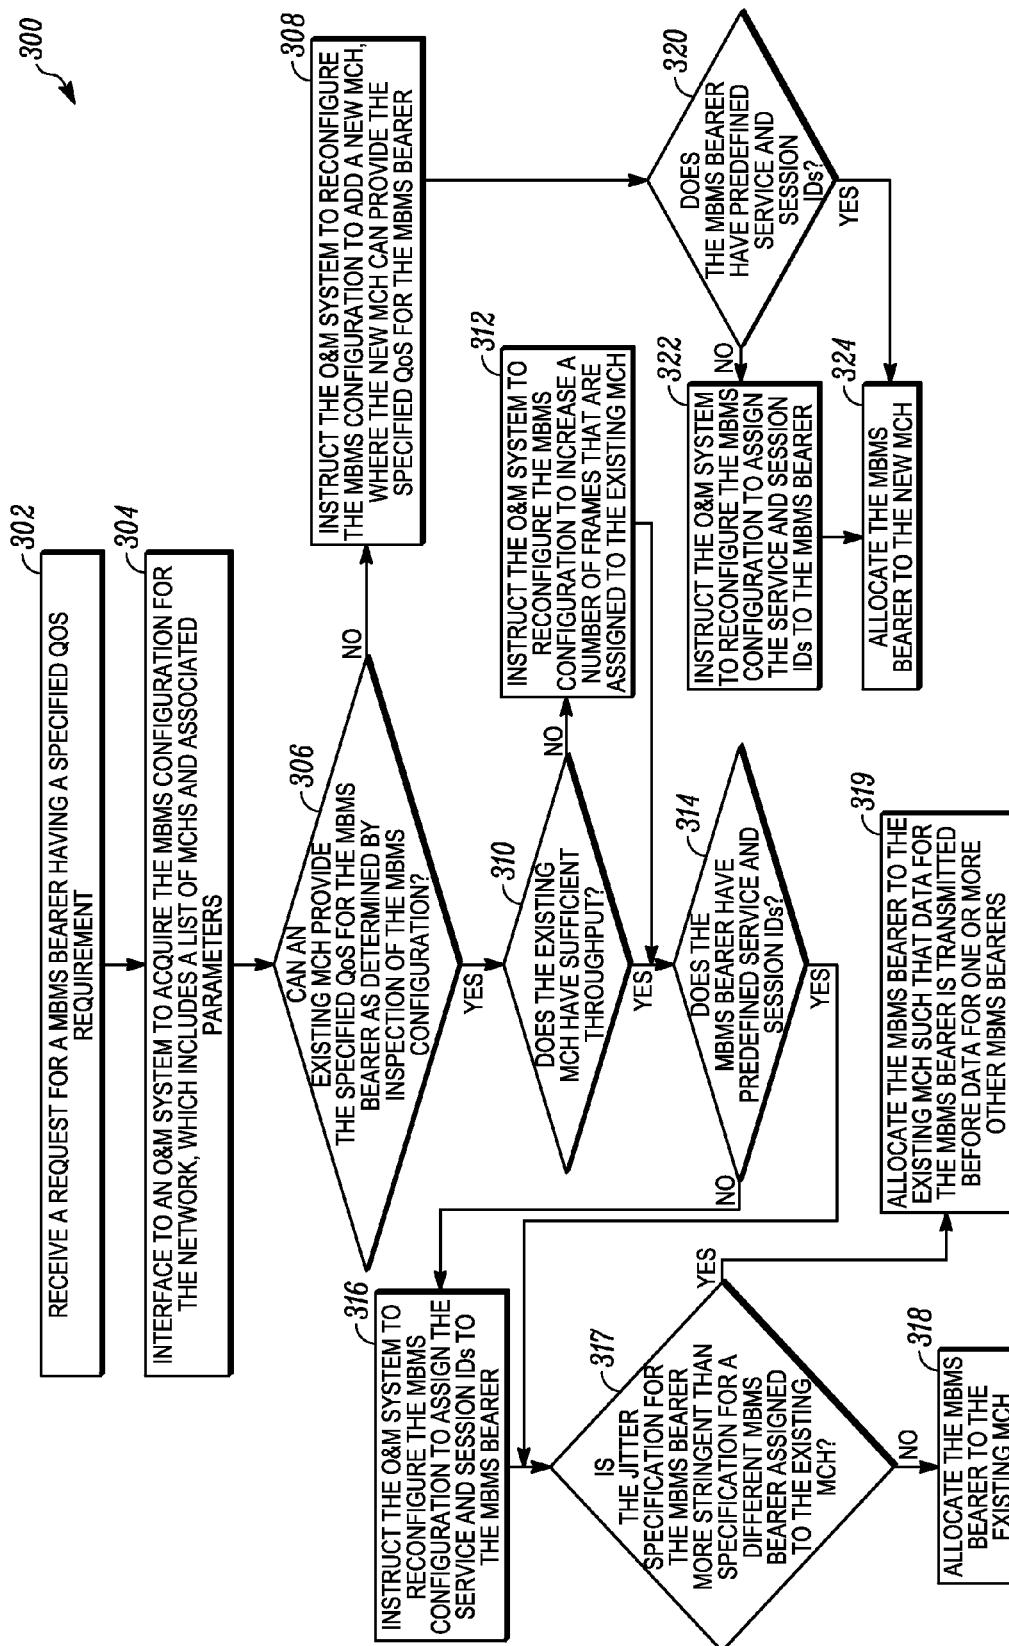 300
302
RECEIVE A REQUEST FOR A MBMS BEARER HAVING A SPECIFIED QOS
REQUIREMENT
304
INTERFACE TO AN O&M SYSTEM TO ACQUIRE THE MBMS CONFIGURATION FOR
THE NETWORK, WHICH INCLUDES A LIST OF MCHS AND ASSOCIATED
PARAMETERS
306
CAN AN
EXISTING MCH PROVIDE
THE SPECIFIED QoS FOR THE MBMS
BEARER AS DETERMINED BY
INSPECTION OF THE MBMS
CONFIGURATION?
NO
YES
308
INSTRUCT THE O&M SYSTEM TO RECONFIGURE
THE MBMS CONFIGURATION TO ADD A NEW MCH,
WHERE THE NEW MCH CAN PROVIDE THE
SPECIFIED QoS FOR THE MBMS BEARER
310
DOES THE EXISTING
MCH HAVE SUFFICIENT
THROUGHPUT?
NO
YES
312
INSTRUCT THE O&M SYSTEM TO
RECONFIGURE THE MBMS
CONFIGURATION TO INCREASE A
NUMBER OF FRAMES THAT ARE
ASSIGNED TO THE EXISTING MCH
314
DOES THE
MBMS BEARER HAVE
PREDEFINED SERVICE AND
SESSION IDs?
NO
YES
316
INSTRUCT THE O&M SYSTEM TO
RECONFIGURE THE MBMS
CONFIGURATION TO ASSIGN THE
SERVICE AND SESSION IDs TO
THE MBMS BEARER
317
IS
THE JITTER
SPECIFICATION FOR
THE MBMS BEARER
MORE STRINGENT THAN
SPECIFICATION FOR A
DIFFERENT MBMS
BEARER ASSIGNED
TO THE EXISTING
MCH?
YES
NO
318
ALLOCATE THE MBMS
BEARER TO THE
EXISTING MCH
319
ALLOCATE THE MBMS BEARER TO THE
EXISTING MCH SUCH THAT DATA FOR
THE MBMS BEARER IS TRANSMITTED
BEFORE DATA FOR ONE OR MORE
OTHER MBMS BEARERS
320
DOES
THE MBMS BEARER
HAVE PREDEFINED
SERVICE AND
SESSION
IDs?
NO
YES
322
INSTRUCT THE O&M SYSTEM
TO RECONFIGURE THE MBMS
CONFIGURATION TO ASSIGN
THE SERVICE AND SESSION
IDs TO THE MBMS BEARER
324
ALLOCATE THE MBMS
BEARER TO THE NEW MCH